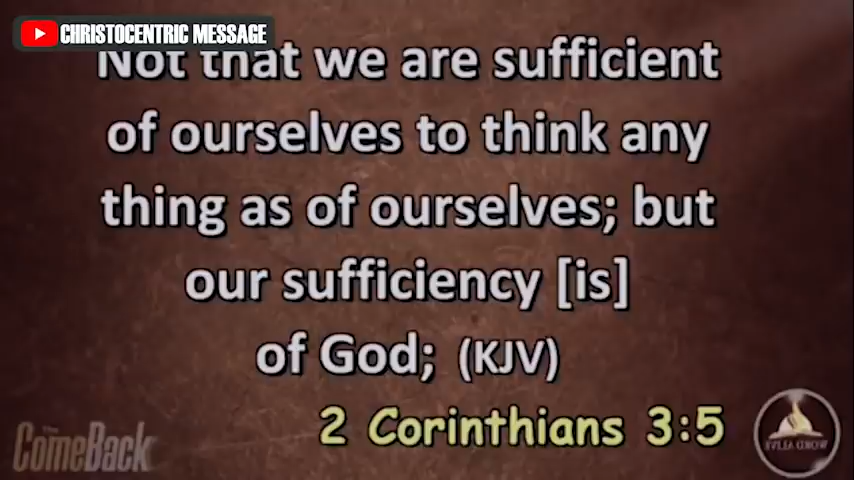 CHRISTOCENTRIC MESSAGE
Not that we are sufficient
of ourselves to think any
thing as of ourselves; but
our sufficiency [is]
of God; (KJV)
2 Corinthians 3:5
The
ComeBack